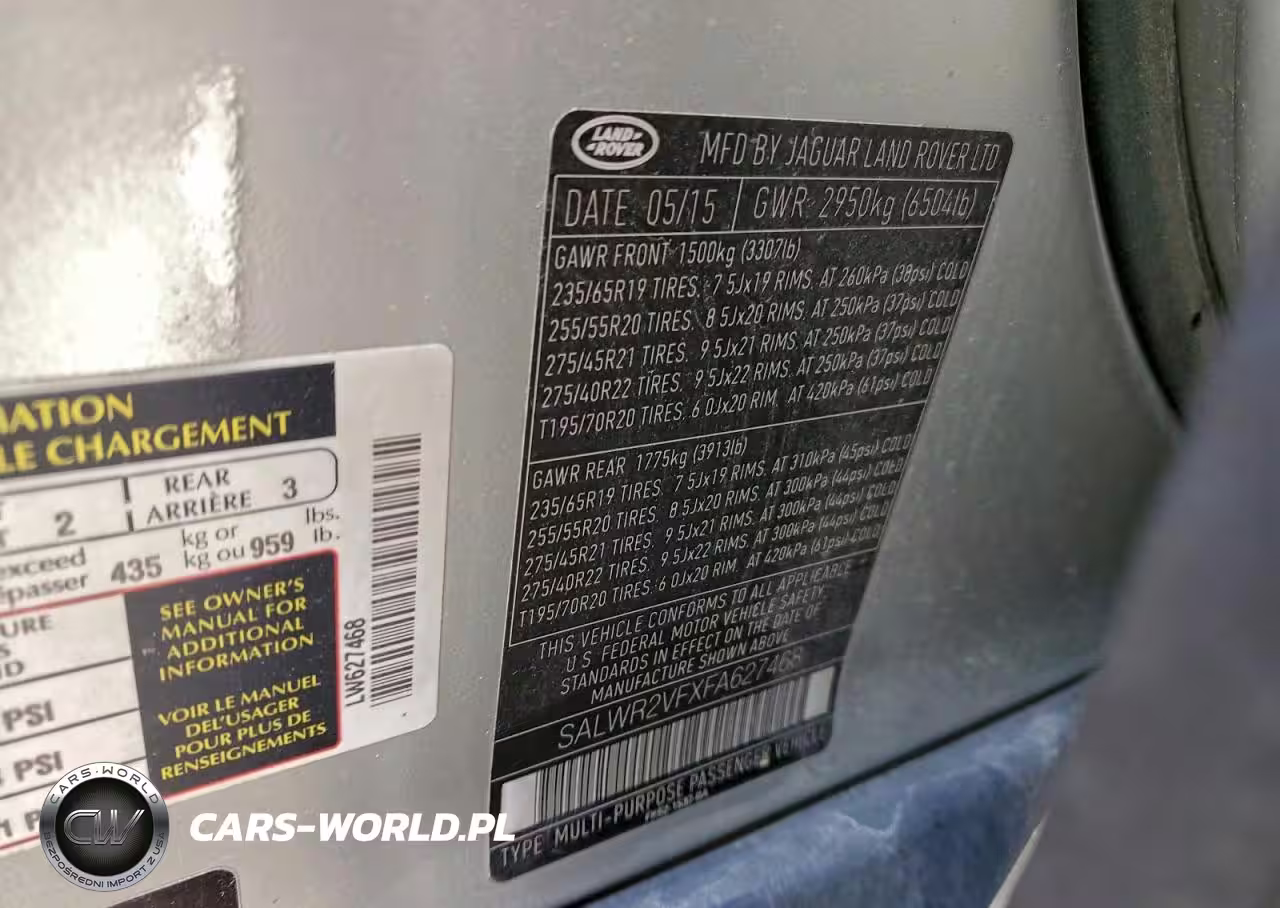 MATION
LE CHARGEMENT
2
REAR
ARRIÈRE 3
exceed
435 kg or
kg ou 959 lbs.
lb.
SEE OWNER'S
MANUAL FOR
ADDITIONAL
INFORMATION
VOIR LE MANUEL
DEL'USAGER
POUR PLUS DE
RENSEIGNEMENTS
PSI
PSI
LW627468
LAND
ROVER
MFD BY JAGUAR LAND ROVER LTD
DATE: 05/15 GWR: 2950kg (6504lb)
GAWR FRONT 1500kg (3307lb)
235/65R19 TIRES. 7.5Jx19 RIMS. AT 260kPa (38psi) COLD
255/55R20 TIRES. 8.5Jx20 RIMS. AT 250kPa (37psi) COLD
275/45R21 TIRES. 9.5Jx21 RIMS. AT 250kPa (37psi) COLD
275/40R22 TIRES. 9.5Jx22 RIMS. AT 250kPa (37psi) COLD
T195/70R20 TIRES. 6.0Jx20 RIM. AT 420kPa (61psi) COLD
GAWR REAR 1775kg (3913lb)
235/65R19 TIRES. 7.5Jx19 RIMS. AT 310kPa (45psi) COLD
255/55R20 TIRES. 8.5Jx20 RIMS. AT 300kPa (44psi) COLD
275/45R21 TIRES. 9.5Jx21 RIMS. AT 300kPa (44psi) COLD
275/40R22 TIRES. 9.5Jx22 RIMS. AT 300kPa (44psi) COLD
T195/70R20 TIRES. 6.0Jx20 RIM. AT 420kPa (61psi) COLD
THIS VEHICLE CONFORMS TO ALL APPLICABLE
U.S. FEDERAL MOTOR VEHICLE SAFETY
STANDARDS IN EFFECT ON THE DATE OF
MANUFACTURE SHOWN ABOVE
SALWR2VFXFA627468
TYPE MULTI-PURPOSE PASSENGER VEHICLE
CARS-WORLD
CW
BEZPOŚREDNI IMPORT Z USA
CARS-WORLD.PL